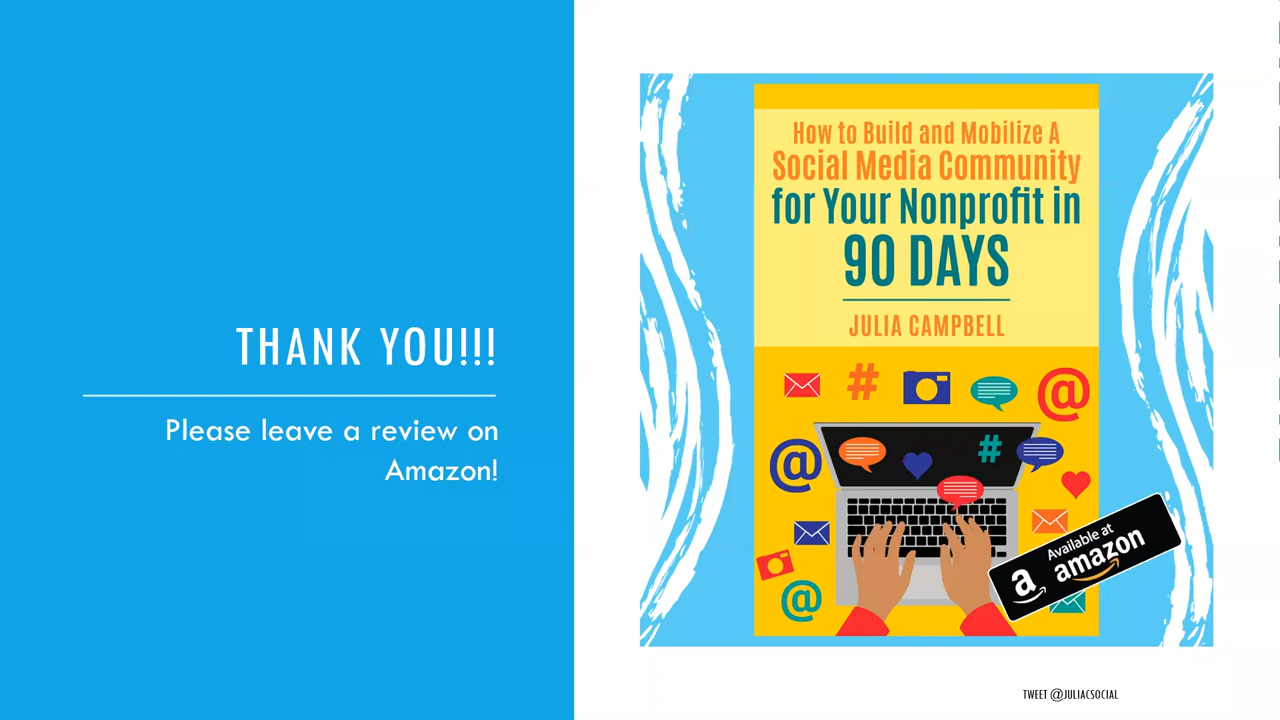 THANK YOU!!!
Please leave a review on
Amazon!
How to Build and Mobilize A
Social Media Community
for Your Nonprofit in
90 DAYS
JULIA CAMPBELL
#
@
@
#
@
Available at
a amazon
TWEET @JULIACSOCIAL